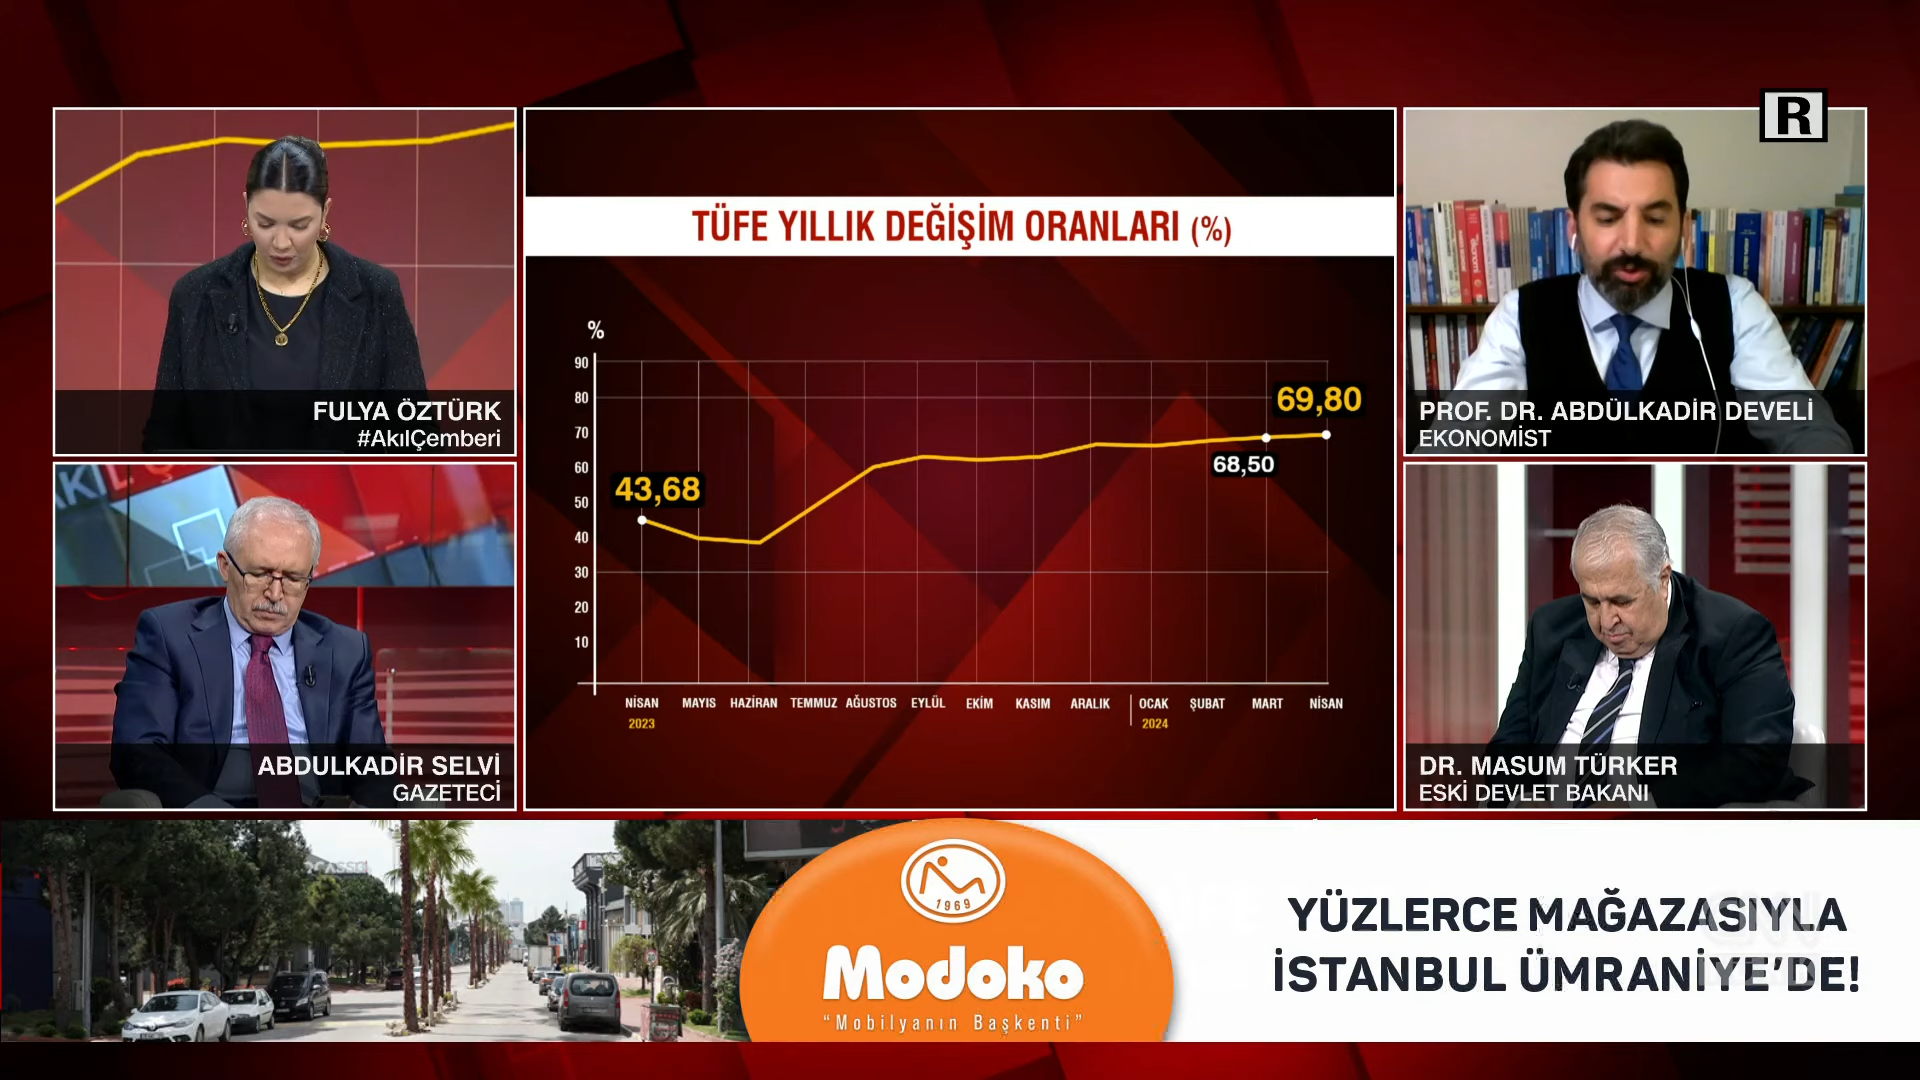 R
FULYA ÖZTÜRK
#AkılÇemberi
TÜFE YILLIK DEĞİŞİM ORANLARI (%)
%
90
80
70
60
50
40
30
20
10
43,68
68,50
69,80
NİSAN MAYIS HAZİRAN TEMMUZ AĞUSTOS EYLÜL EKİM KASIM ARALIK OCAK ŞUBAT MART NİSAN
2023 2024
PROF. DR. ABDÜLKADİR DEVELİ
EKONOMİST
ABDULKADİR SELVİ
GAZETECİ
DR. MASUM TÜRKER
ESKİ DEVLET BAKANI
1969
Modoko
“Mobilyanın Başkenti”
YÜZLERCE MAĞAZASIYLA
İSTANBUL ÜMRANİYE’DE!